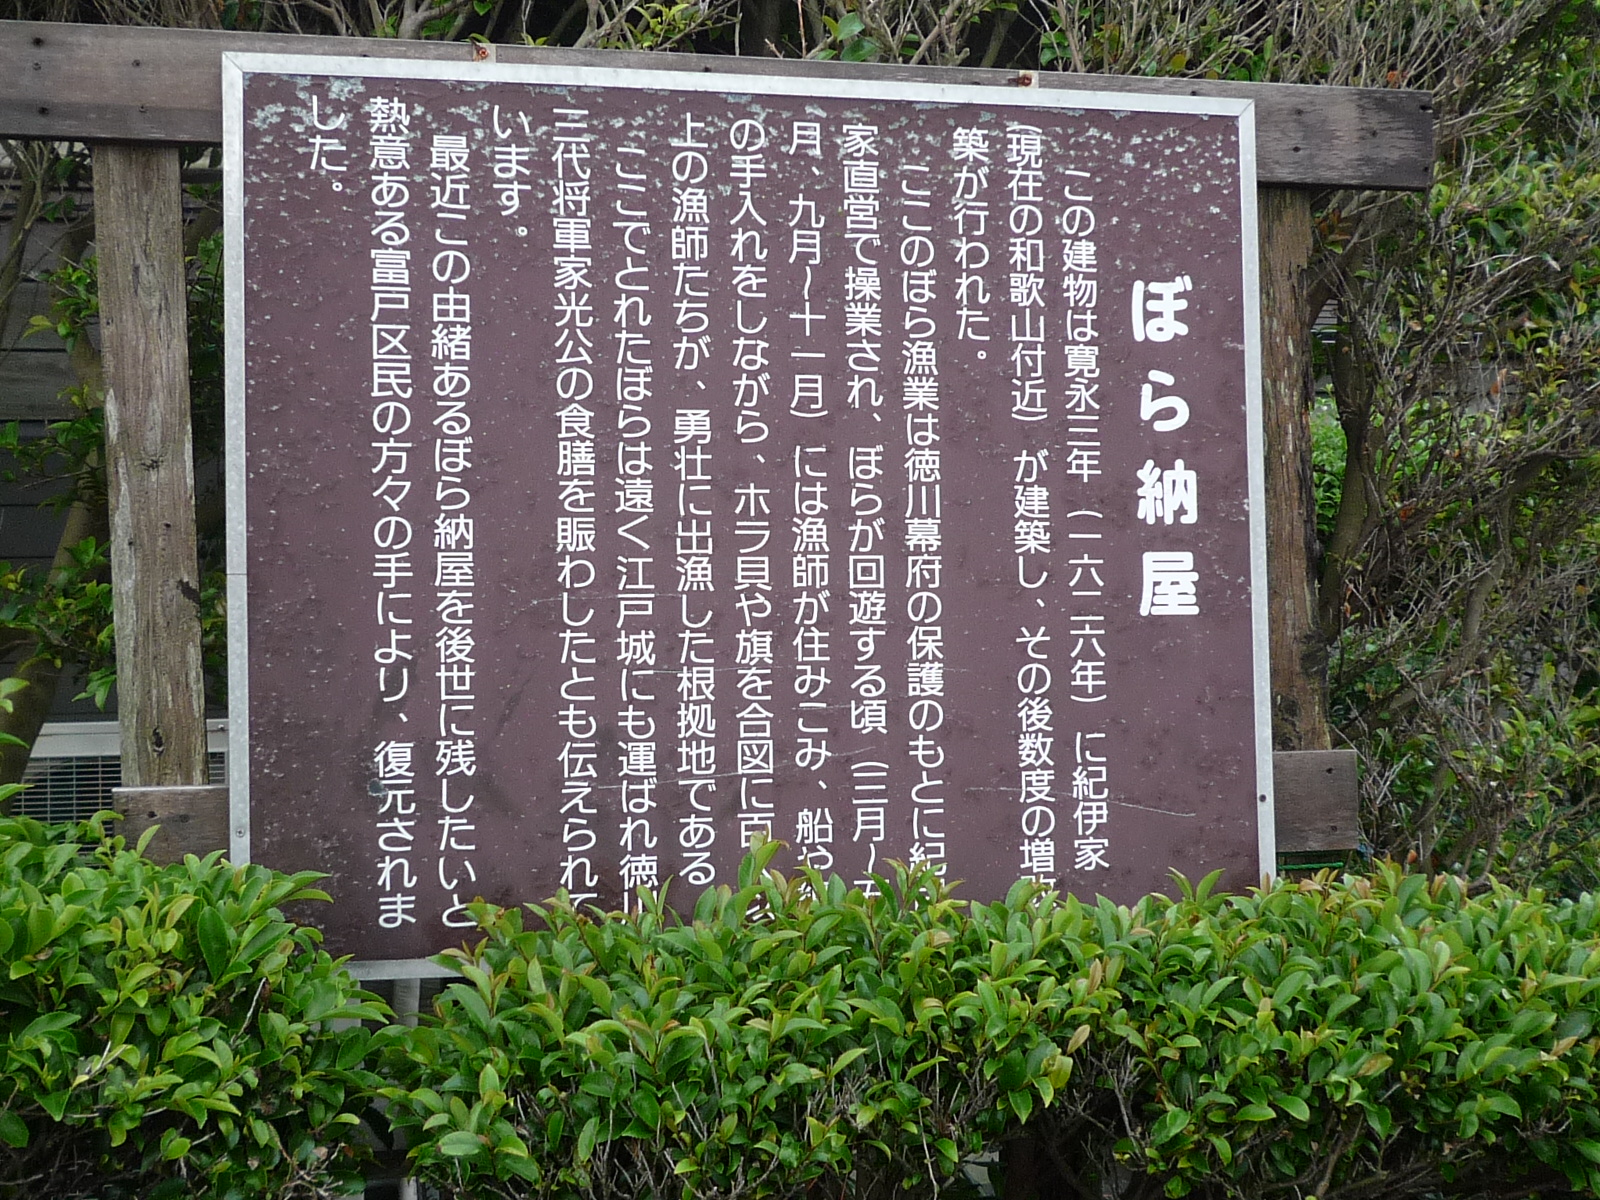 ぼら納屋
この建物は寛永三年（一六二六年）に紀伊家
（現在の和歌山付近）が建築し、その後数度の増
築が行われた。
ここのぼら漁業は徳川幕府の保護のもとに紀
家直営で操業され、ぼらが回遊する頃（三月〜
月、九月〜十一月）には漁師が住みこみ、船や
の手入れをしながら、ホラ貝や旗を合図に百
上の漁師たちが、勇壮に出漁した根拠地である
ここでとれたぼらは遠く江戸城にも運ばれ徳川
三代将軍家光公の食膳を賑わしたとも伝えられて
います。
最近この由緒あるぼら納屋を後世に残したいと
熱意ある富戸区民の方々の手により、復元されま
した。